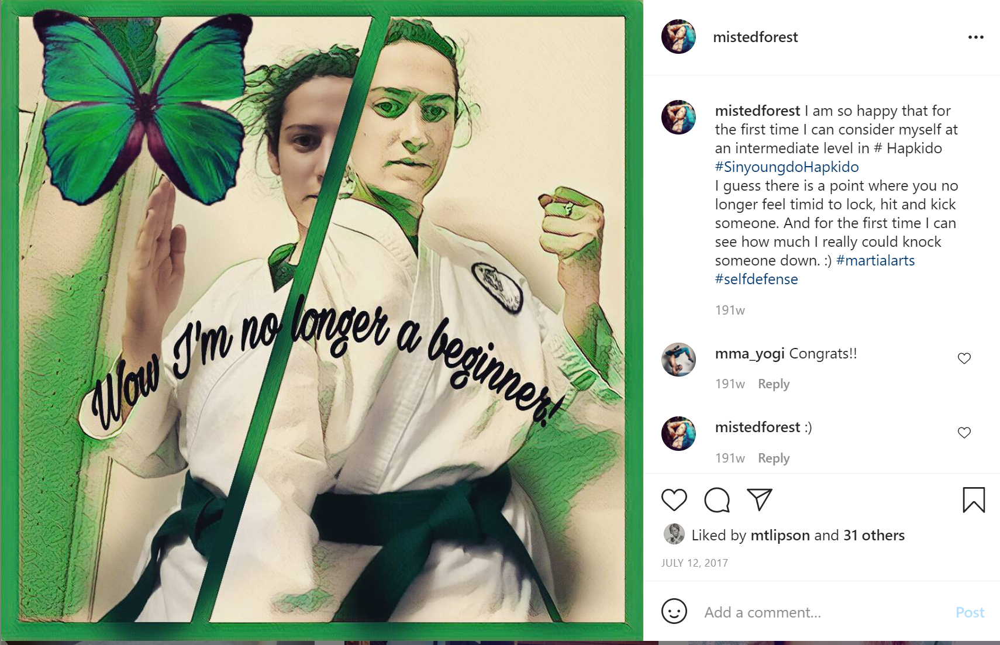 Wow I'm no longer a beginner!
mistedforest
mistedforest I am so happy that for
the first time I can consider myself at
an intermediate level in # Hapkido
#SinyoungdoHapkido
I guess there is a point where you no
longer feel timid to lock, hit and kick
someone. And for the first time I can
see how much I really could knock
someone down. :) #martialarts
#selfdefense
191w
mma_yogi Congrats!!
191w Reply
mistedforest :)
191w Reply
Liked by mtlipson and 31 others
JULY 12, 2017
Add a comment... Post